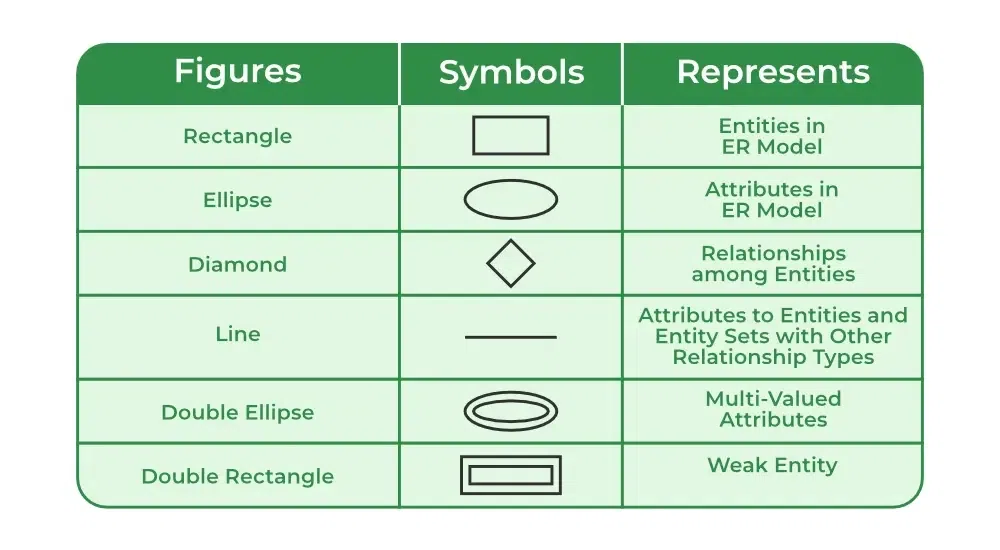 Figures
Symbols
Represents
Rectangle
Entities in
ER Model
Ellipse
Attributes in
ER Model
Diamond
Relationships
among Entities
Line
Attributes to Entities and
Entity Sets with Other
Relationship Types
Double Ellipse
Multi-Valued
Attributes
Double Rectangle
Weak Entity